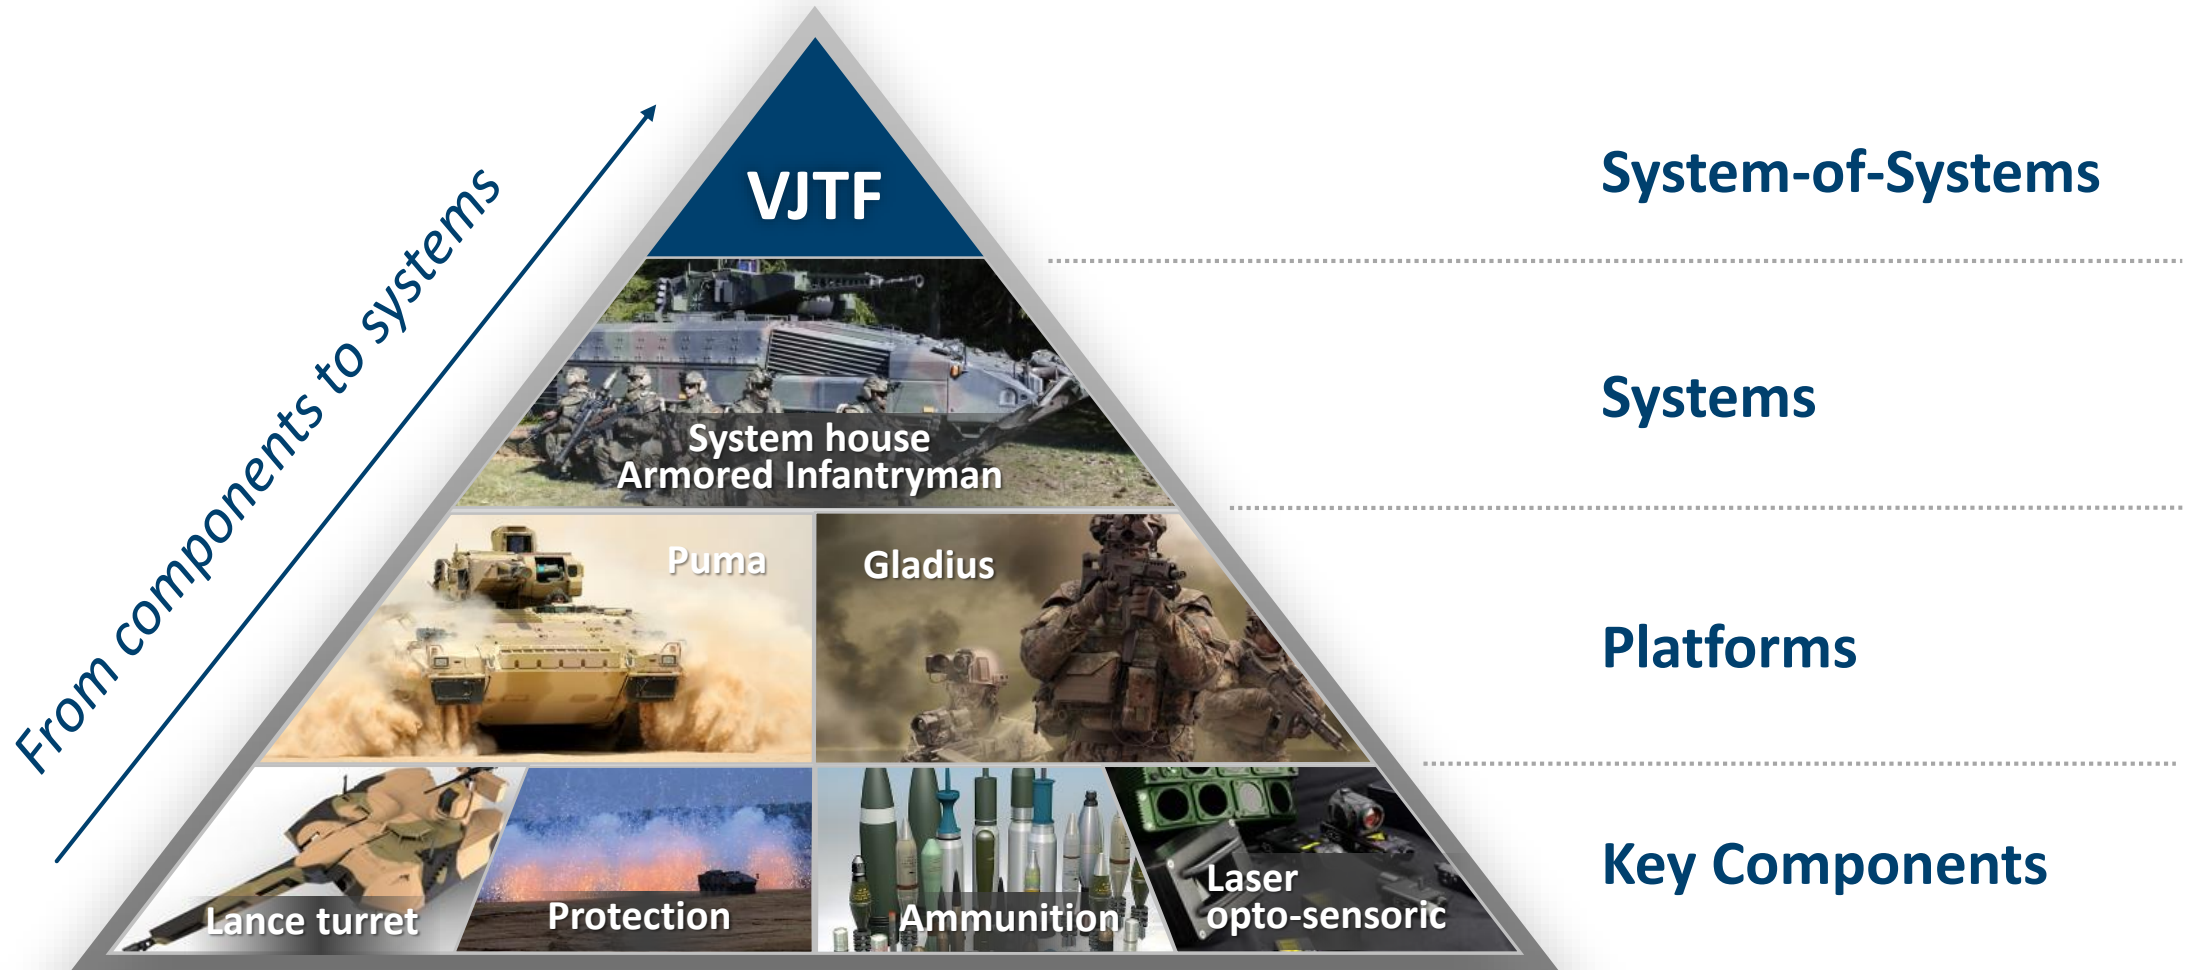 From components to systems
VJTF
System-of-Systems
System house
Armored Infantryman
Systems
Puma
Gladius
Platforms
Lance turret
Protection
Ammunition
Laser
opto-sensoric
Key Components